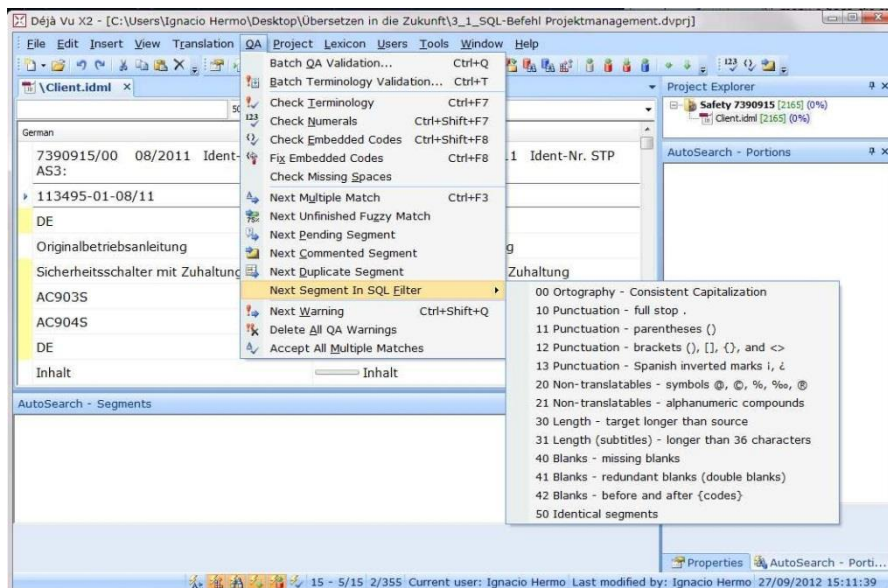 Déjà Vu X2 - [C:\Users\Ignacio Hermo\Desktop\Übersetzen in die Zukunft\3_1_SQL-Befehl Projektmanagement.dvprj]
File Edit Insert View Translation QA Project Lexicon Users Tools Window Help
\Client.idml
German
7390915/00 08/2011 Ident-
AS3:
113495-01-08/11
DE
Originalbetriebsanleitung
Sicherheitsschalter mit Zuhaltung
AC903S
AC904S
DE
Inhalt
Batch QA Validation... Ctrl+Q
Batch Terminology Validation... Ctrl+T
Check Terminology Ctrl+F7
Check Numerals Ctrl+Shift+F7
Check Embedded Codes Ctrl+Shift+F8
Fix Embedded Codes Ctrl+F8
Check Missing Spaces
Next Multiple Match Ctrl+F3
Next Unfinished Fuzzy Match
Next Pending Segment
Next Commented Segment
Next Duplicate Segment
Next Segment In SQL Filter
Next Warning Ctrl+Shift+Q
Delete All QA Warnings
Accept All Multiple Matches
1 Ident-Nr. STP
g
Zuhaltung
Inhalt
00 Ortography - Consistent Capitalization
10 Punctuation - full stop .
11 Punctuation - parentheses ()
12 Punctuation - brackets (), [], {}, and <>
13 Punctuation - Spanish inverted marks ¡, ¿
20 Non-translatables - symbols @, ©, %, ‰, ®
21 Non-translatables - alphanumeric compounds
30 Length - target longer than source
31 Length (subtitles) - longer than 36 characters
40 Blanks - missing blanks
41 Blanks - redundant blanks (double blanks)
42 Blanks - before and after {codes}
50 Identical segments
Project Explorer
Safety 7390915 [2165] (0%)
Client.idml [2165] (0%)
AutoSearch - Portions
AutoSearch - Segments
Properties AutoSearch - Porti...
15 - 5/15 2/355 Current user: Ignacio Hermo Last modified by: Ignacio Hermo 27/09/2012 15:11:39